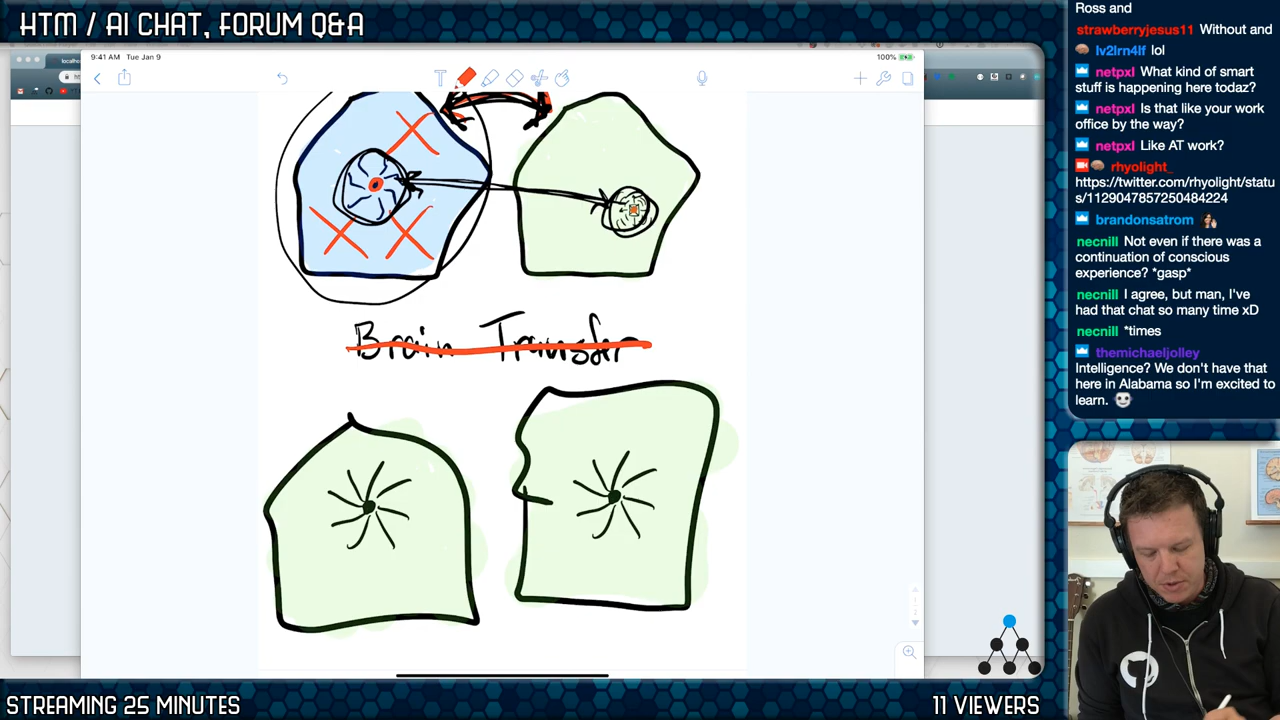 HTM / AI CHAT, FORUM Q&A
9:41 AM Tue Jan 9
100%
Brain Transfer
Ross and
strawberryjesus11 Without and
lv2lrn4lf lol
netpxl What kind of smart
stuff is happening here todaz?
netpxl Is that like your work
office by the way?
netpxl Like AT work?
rhyolight_
https://twitter.com/rhyolight/statu
s/1129047857250484224
brandonsatrom
necnill Not even if there was a
continuation of conscious
experience? *gasp*
necnill I agree, but man, I've
had that chat so many time xD
necnill *times
themichaeljolley
Intelligence? We don't have that
here in Alabama so I'm excited to
learn.
STREAMING 25 MINUTES
11 VIEWERS